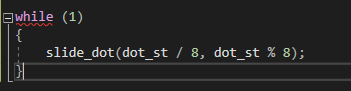 while (1)
{
slide_dot(dot_st / 8, dot_st % 8);
}